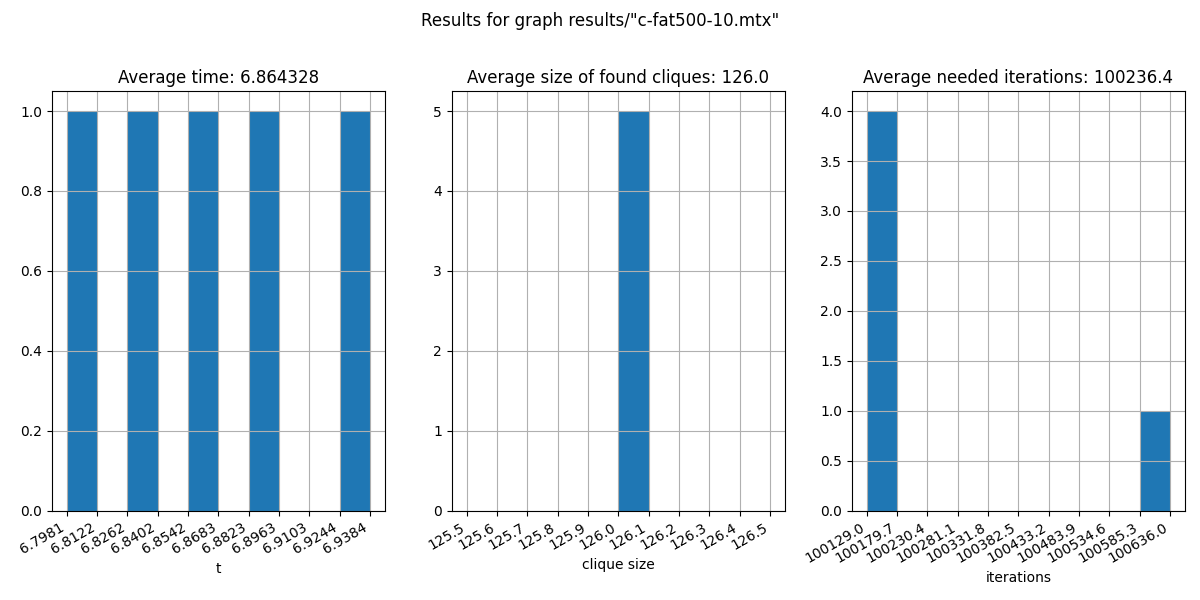 Results for graph results/"c-fat500-10.mtx"
Average time: 6.864328
1.0
0.8
0.6
0.4
0.2
0.0
6.7981 6.8122 6.8262 6.8402 6.8542 6.8683 6.8823 6.8963 6.9103 6.9244 6.9384
t
Average size of found cliques: 126.0
5
4
3
2
1
0
125.5 125.6 125.7 125.8 125.9 126.0 126.1 126.2 126.3 126.4 126.5
clique size
Average needed iterations: 100236.4
4.0
3.5
3.0
2.5
2.0
1.5
1.0
0.5
0.0
100129.0 100179.7 100230.4 100281.1 100331.8 100382.5 100433.2 100483.9 100534.6 100585.3 100636.0
iterations